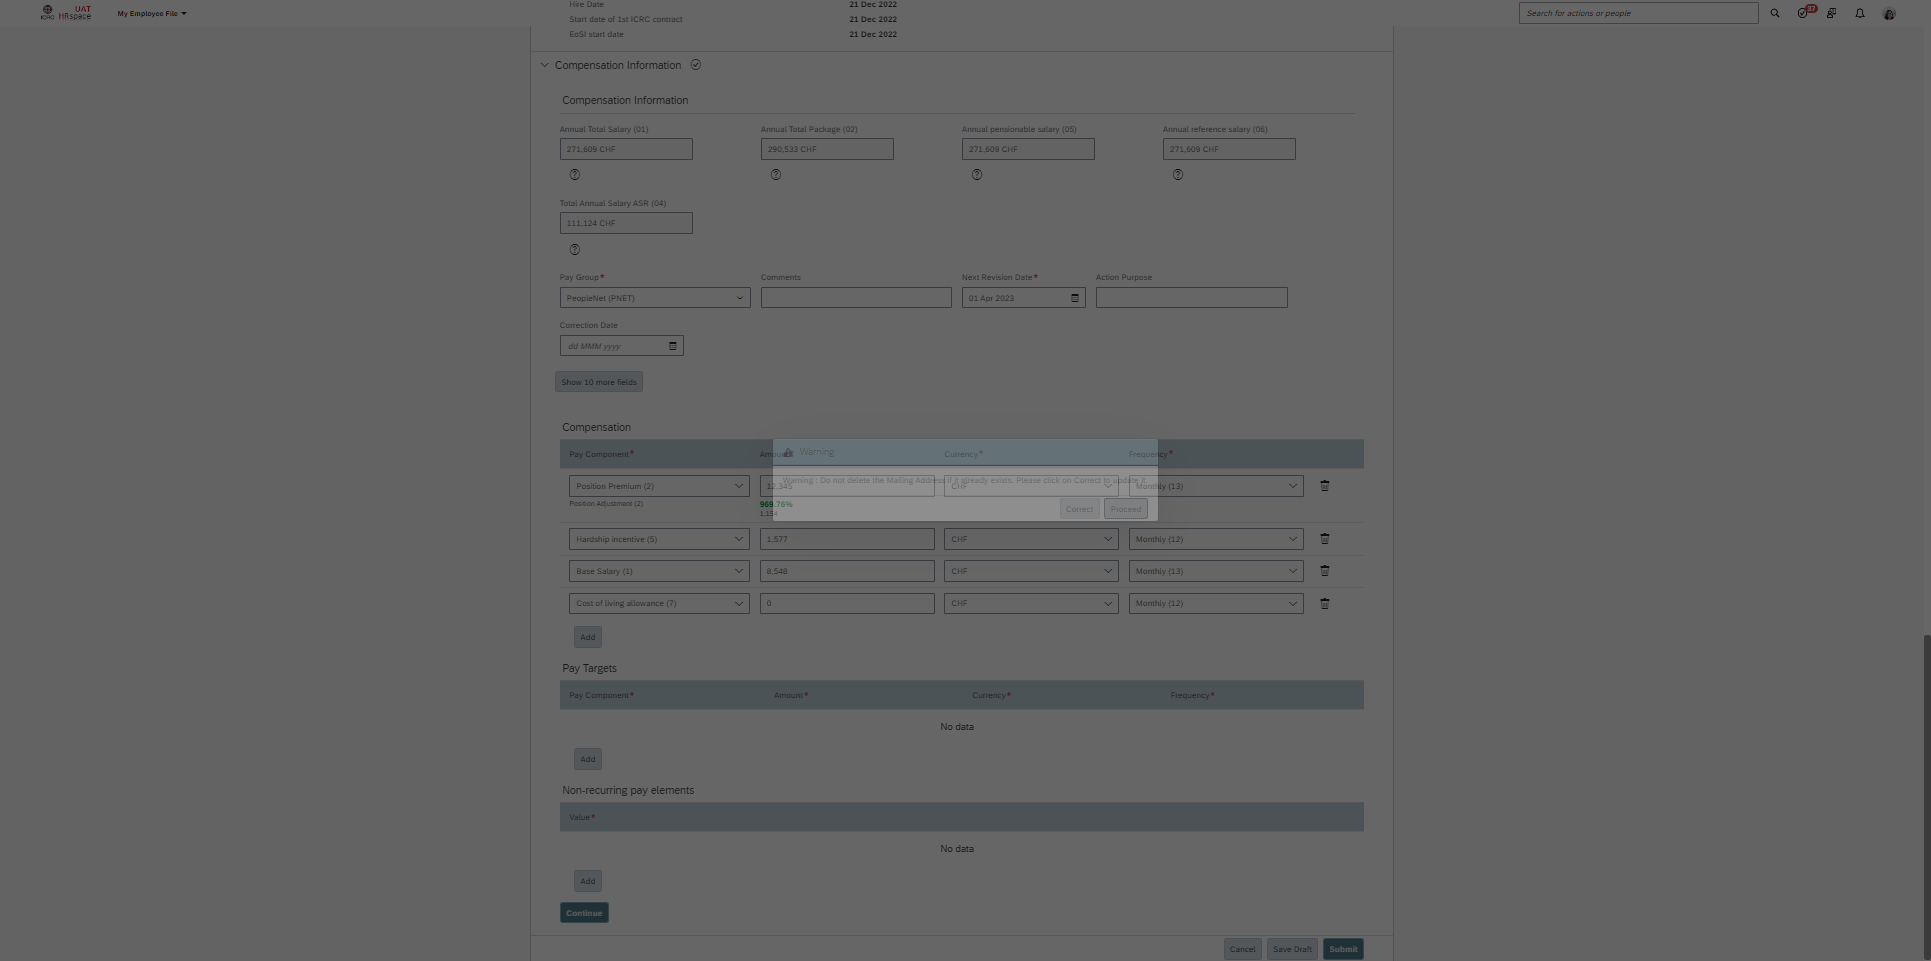 ICRC
UAT
HRspace
My Employee File
Search for actions or people
37
Hire Date
21 Dec 2022
Start date of 1st ICRC contract
21 Dec 2022
EoSI start date
21 Dec 2022
Compensation Information
Compensation Information
Annual Total Salary (01)
Annual Total Package (02)
Annual pensionable salary (05)
Annual reference salary (06)
271,609 CHF
290,533 CHF
271,609 CHF
271,609 CHF
Total Annual Salary ASR (04)
111,124 CHF
Pay Group*
Comments
Next Revision Date*
Action Purpose
PeopleNet (PNET)
01 Apr 2023
Correction Date
dd MMM yyyy
Show 10 more fields
Compensation
Pay Component*
Amount
Currency*
Frequency*
Warning
Warning : Do not delete the Mailing Address if it already exists. Please click on Correct to update it.
Correct
Proceed
Position Premium (2)
12,345
CHF
Monthly (13)
Position Adjustment (2)
969.76%
1,154
Hardship incentive (5)
1,577
CHF
Monthly (12)
Base Salary (1)
8,548
CHF
Monthly (13)
Cost of living allowance (7)
0
CHF
Monthly (12)
Add
Pay Targets
Pay Component*
Amount*
Currency*
Frequency*
No data
Add
Non-recurring pay elements
Value*
No data
Add
Continue
Cancel
Save Draft
Submit